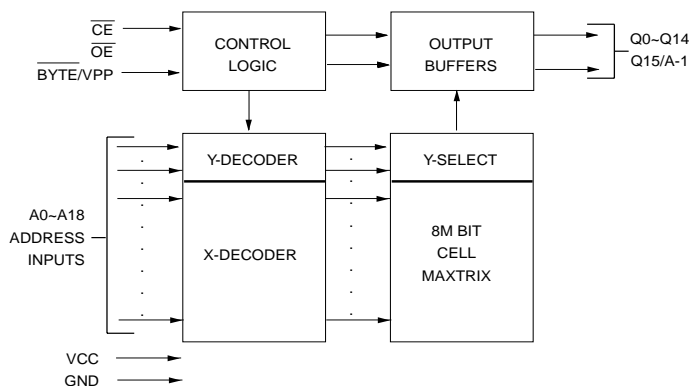 CE
OE
BYTE/VPP
CONTROL
LOGIC
OUTPUT
BUFFERS
Q0~Q14
Q15/A-1
A0~A18
ADDRESS
INPUTS
Y-DECODER
X-DECODER
Y-SELECT
8M BIT
CELL
MAXTRIX
VCC
GND